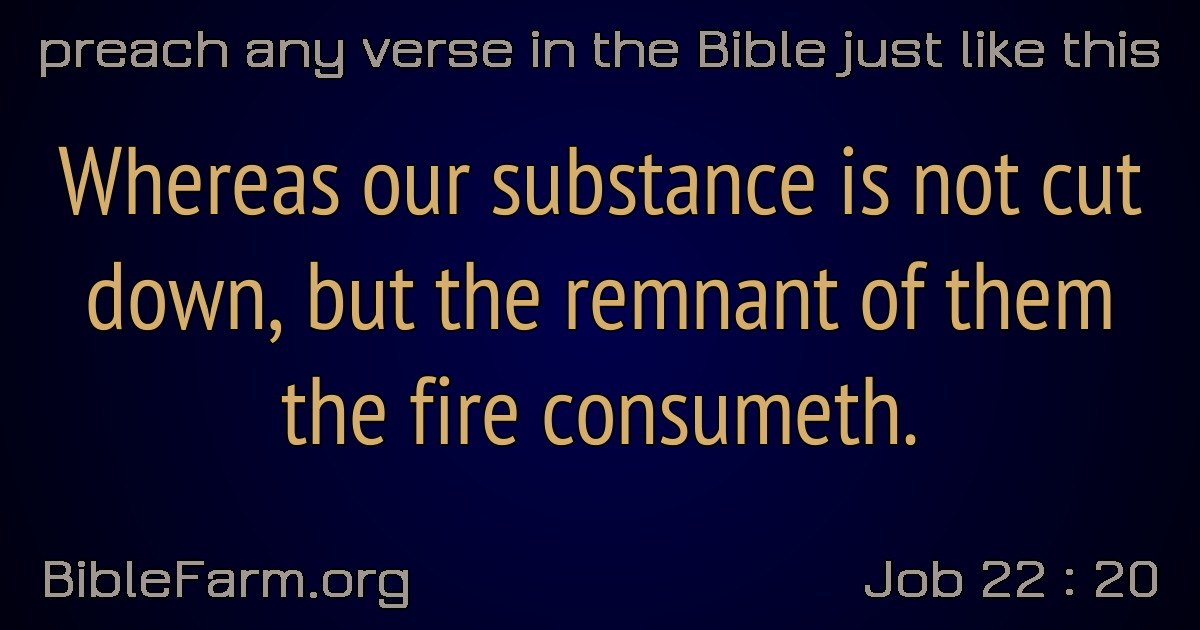 preach any verse in the Bible just like this
Whereas our substance is not cut
down, but the remnant of them
the fire consumeth.
BibleFarm.org
Job 22 : 20